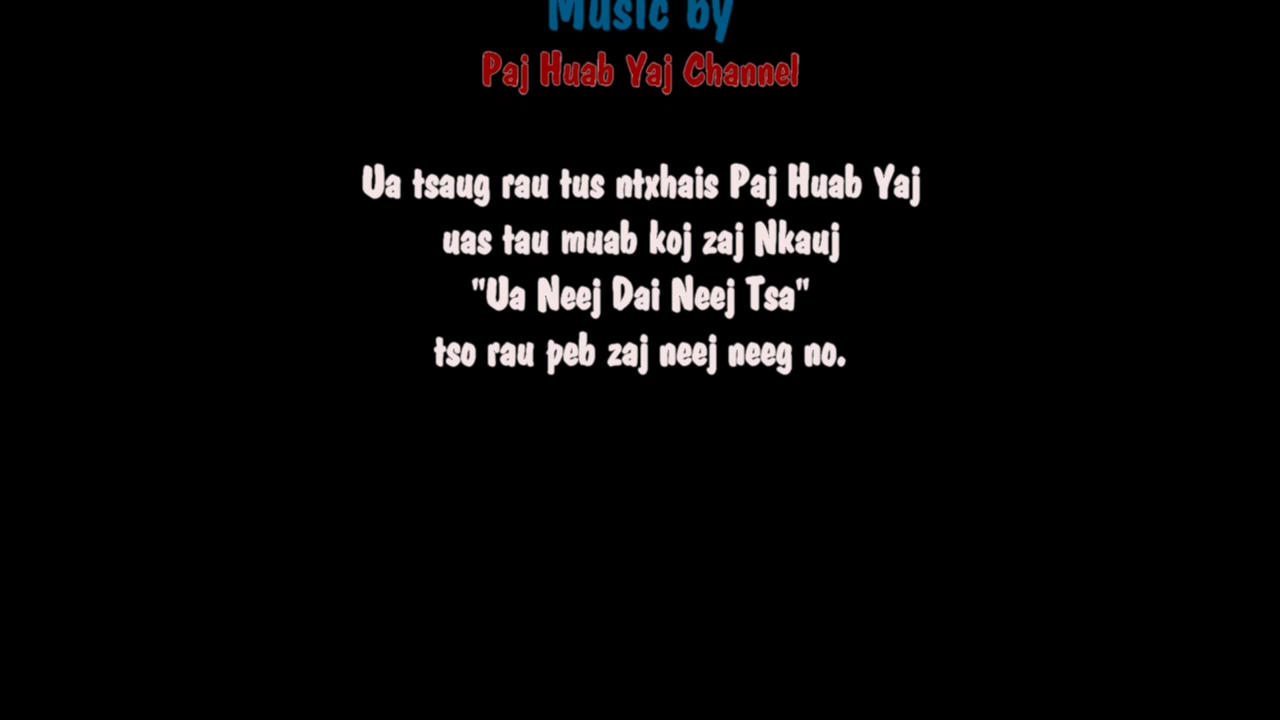 Music by
Paj Huab Yaj Channel
Ua tsaug rau tus ntxhais Paj Huab Yaj
uas tau muab koj zaj Nkauj
"Ua Neej Dai Neej Tsa"
tso rau peb zaj neej neeg no.